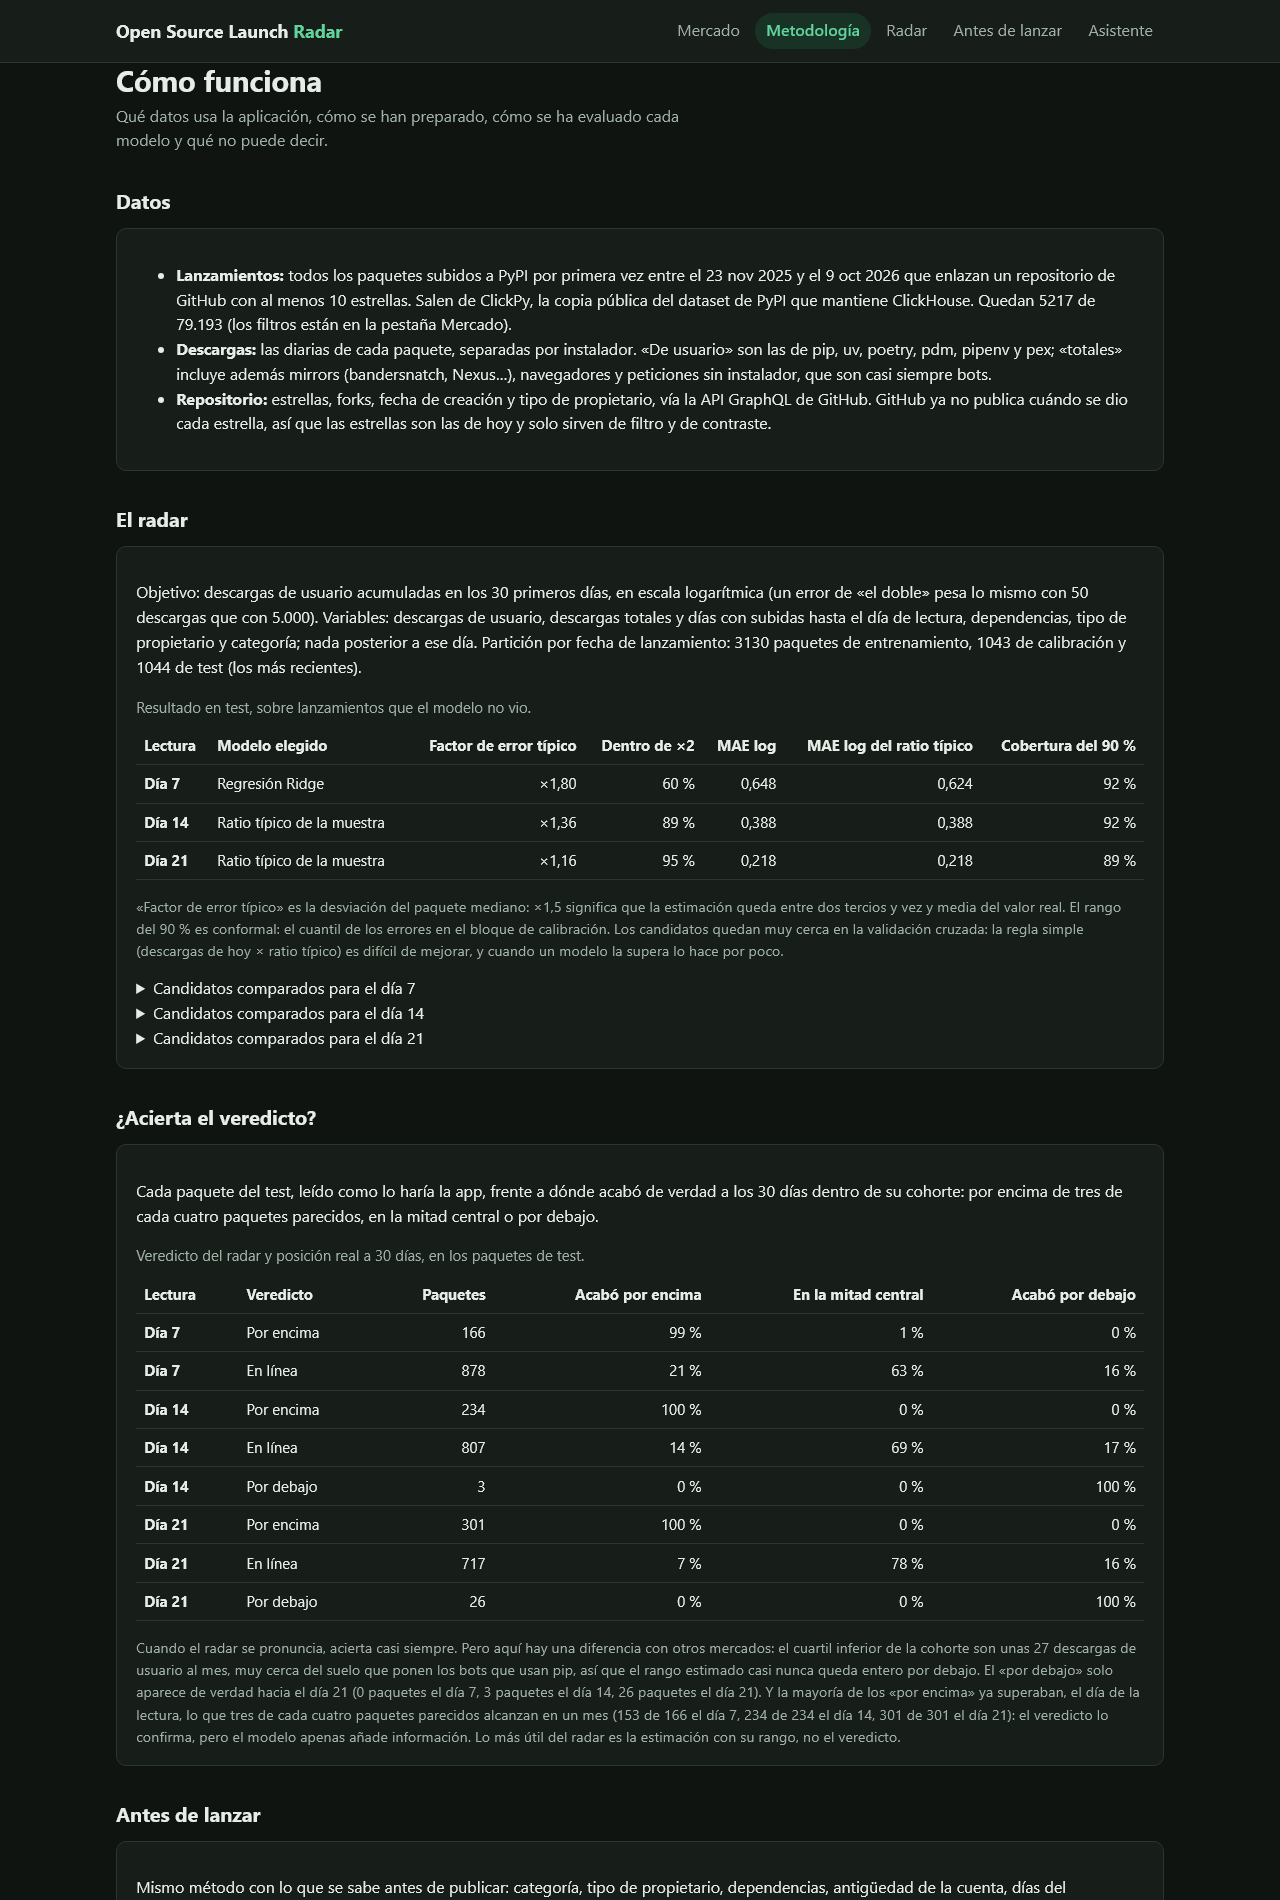 Open Source Launch Radar
Mercado Metodología Radar Antes de lanzar Asistente
Cómo funciona
Qué datos usa la aplicación, cómo se han preparado, cómo se ha evaluado cada
modelo y qué no puede decir.
Datos
• Lanzamientos: todos los paquetes subidos a PyPI por primera vez entre el 23 nov 2025 y el 9 oct 2026 que enlazan un repositorio de
GitHub con al menos 10 estrellas. Salen de ClickPy, la copia pública del dataset de PyPI que mantiene ClickHouse. Quedan 5217 de
79.193 (los filtros están en la pestaña Mercado).
• Descargas: las diarias de cada paquete, separadas por instalador. «De usuario» son las de pip, uv, poetry, pdm, pipenv y pex; «totales»
incluye además mirrors (bandersnatch, Nexus...), navegadores y peticiones sin instalador, que son casi siempre bots.
• Repositorio: estrellas, forks, fecha de creación y tipo de propietario, vía la API GraphQL de GitHub. GitHub ya no publica cuándo se dio
cada estrella, así que las estrellas son las de hoy y solo sirven de filtro y de contraste.
El radar
Objetivo: descargas de usuario acumuladas en los 30 primeros días, en escala logarítmica (un error de «el doble» pesa lo mismo con 50
descargas que con 5.000). Variables: descargas de usuario, descargas totales y días con subidas hasta el día de lectura, dependencias, tipo de
propietario y categoría; nada posterior a ese día. Partición por fecha de lanzamiento: 3130 paquetes de entrenamiento, 1043 de calibración y
1044 de test (los más recientes).
Resultado en test, sobre lanzamientos que el modelo no vio.
Lectura Modelo elegido Factor de error típico Dentro de ×2 MAE log MAE log del ratio típico Cobertura del 90 %
Día 7 Regresión Ridge ×1,80 60 % 0,648 0,624 92 %
Día 14 Ratio típico de la muestra ×1,36 89 % 0,388 0,388 92 %
Día 21 Ratio típico de la muestra ×1,16 95 % 0,218 0,218 89 %
«Factor de error típico» es la desviación del paquete mediano: ×1,5 significa que la estimación queda entre dos tercios y vez y media del valor real. El rango
del 90 % es conformal: el cuantil de los errores en el bloque de calibración. Los candidatos quedan muy cerca en la validación cruzada: la regla simple
(descargas de hoy × ratio típico) es difícil de mejorar, y cuando un modelo la supera lo hace por poco.
▶ Candidatos comparados para el día 7
▶ Candidatos comparados para el día 14
▶ Candidatos comparados para el día 21
¿Acierta el veredicto?
Cada paquete del test, leído como lo haría la app, frente a dónde acabó de verdad a los 30 días dentro de su cohorte: por encima de tres de
cada cuatro paquetes parecidos, en la mitad central o por debajo.
Veredicto del radar y posición real a 30 días, en los paquetes de test.
Lectura Veredicto Paquetes Acabó por encima En la mitad central Acabó por debajo
Día 7 Por encima 166 99 % 1 % 0 %
Día 7 En línea 878 21 % 63 % 16 %
Día 14 Por encima 234 100 % 0 % 0 %
Día 14 En línea 807 14 % 69 % 17 %
Día 14 Por debajo 3 0 % 0 % 100 %
Día 21 Por encima 301 100 % 0 % 0 %
Día 21 En línea 717 7 % 78 % 16 %
Día 21 Por debajo 26 0 % 0 % 100 %
Cuando el radar se pronuncia, acierta casi siempre. Pero aquí hay una diferencia con otros mercados: el cuartil inferior de la cohorte son unas 27 descargas de
usuario al mes, muy cerca del suelo que ponen los bots que usan pip, así que el rango estimado casi nunca queda entero por debajo. El «por debajo» solo
aparece de verdad hacia el día 21 (0 paquetes el día 7, 3 paquetes el día 14, 26 paquetes el día 21). Y la mayoría de los «por encima» ya superaban, el día de la
lectura, lo que tres de cada cuatro paquetes parecidos alcanzan en un mes (153 de 166 el día 7, 234 de 234 el día 14, 301 de 301 el día 21): el veredicto lo
confirma, pero el modelo apenas añade información. Lo más útil del radar es la estimación con su rango, no el veredicto.
Antes de lanzar
Mismo método con lo que se sabe antes de publicar: categoría, tipo de propietario, dependencias, antigüedad de la cuenta, días del